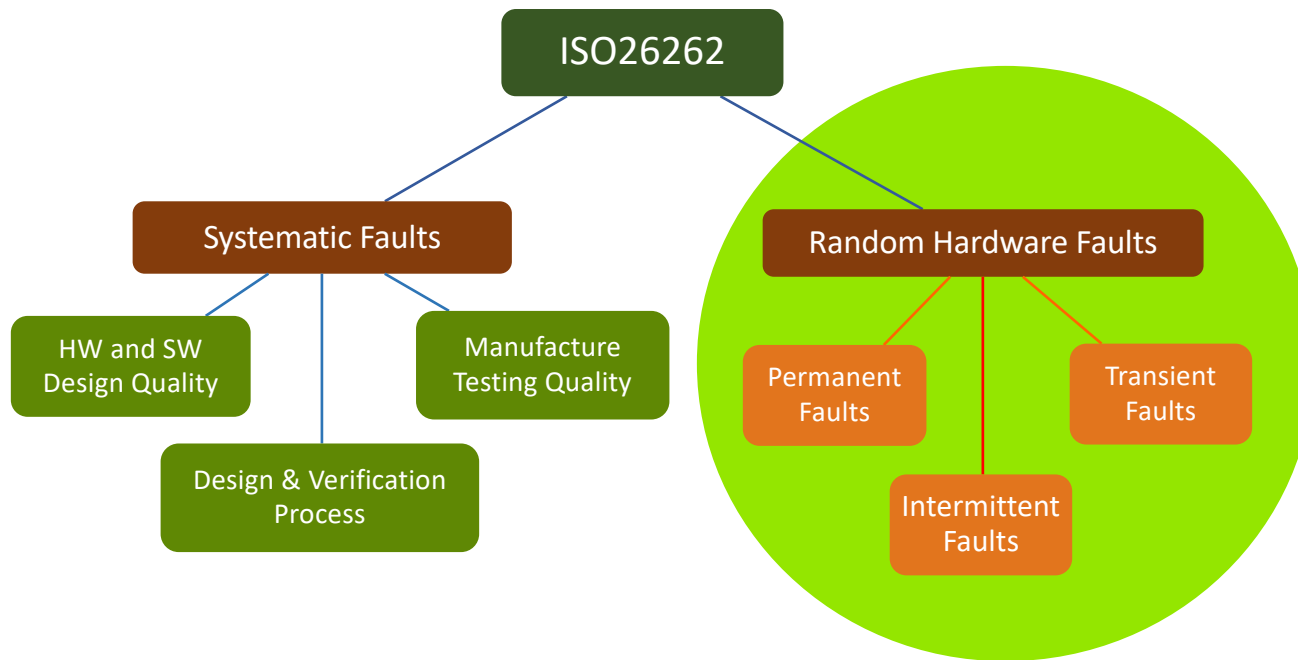 ISO26262
Systematic Faults
Random Hardware Faults
HW and SW
Design Quality
Manufacture
Testing Quality
Design & Verification
Process
Permanent
Faults
Transient
Faults
Intermittent
Faults